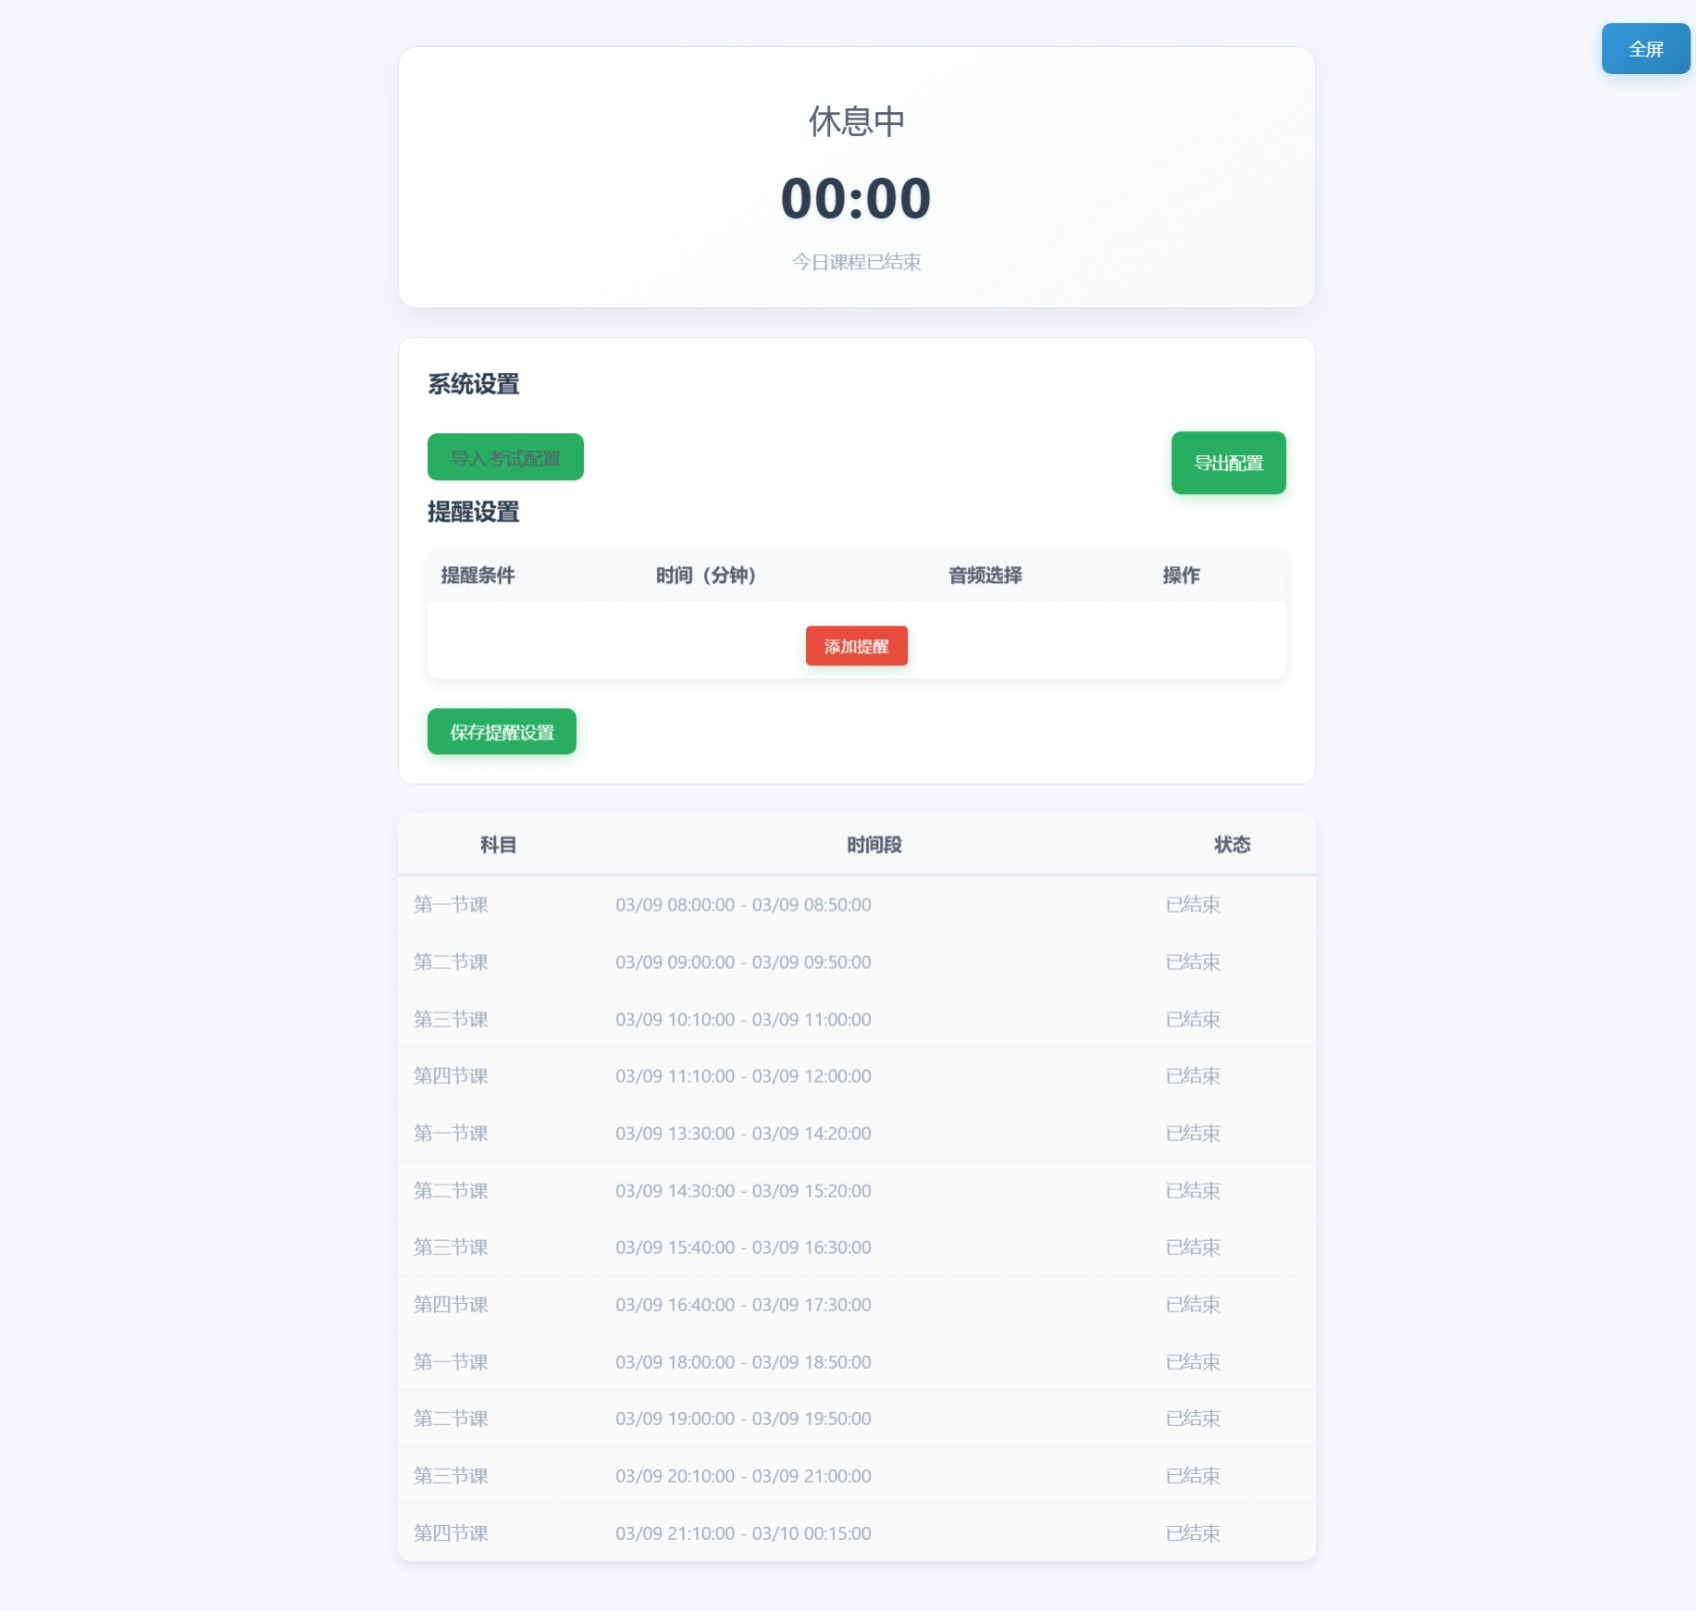 全屏
休息中
00:00
今日课程已结束
系统设置
导入考试配置
导出配置
提醒设置
提醒条件 时间（分钟） 音频选择 操作
添加提醒
保存提醒设置
科目 时间段 状态
第一节课 03/09 08:00:00 - 03/09 08:50:00 已结束
第二节课 03/09 09:00:00 - 03/09 09:50:00 已结束
第三节课 03/09 10:10:00 - 03/09 11:00:00 已结束
第四节课 03/09 11:10:00 - 03/09 12:00:00 已结束
第一节课 03/09 13:30:00 - 03/09 14:20:00 已结束
第二节课 03/09 14:30:00 - 03/09 15:20:00 已结束
第三节课 03/09 15:40:00 - 03/09 16:30:00 已结束
第四节课 03/09 16:40:00 - 03/09 17:30:00 已结束
第一节课 03/09 18:00:00 - 03/09 18:50:00 已结束
第二节课 03/09 19:00:00 - 03/09 19:50:00 已结束
第三节课 03/09 20:10:00 - 03/09 21:00:00 已结束
第四节课 03/09 21:10:00 - 03/10 00:15:00 已结束